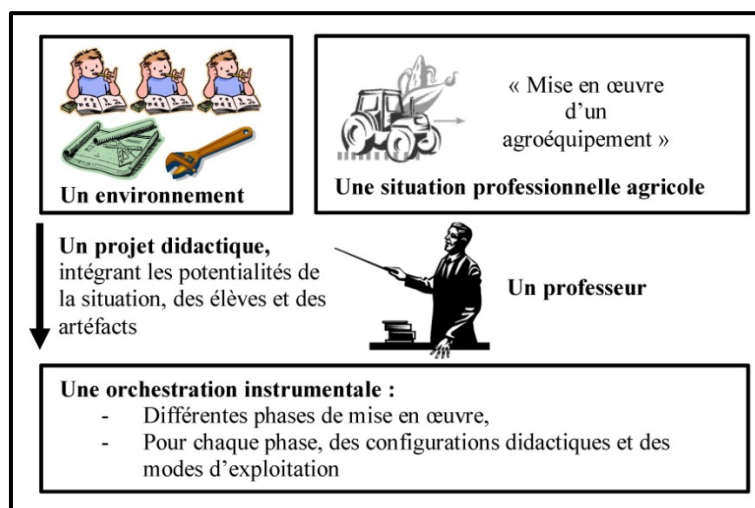 « Mise en œuvre
d'un
agroéquipement »
Un environnement
Une situation professionnelle agricole
Un projet didactique,
intégrant les potentialités de
la situation, des élèves et des
artéfacts
Un professeur
Une orchestration instrumentale :
- Différentes phases de mise en œuvre,
- Pour chaque phase, des configurations didactiques et des
modes d'exploitation